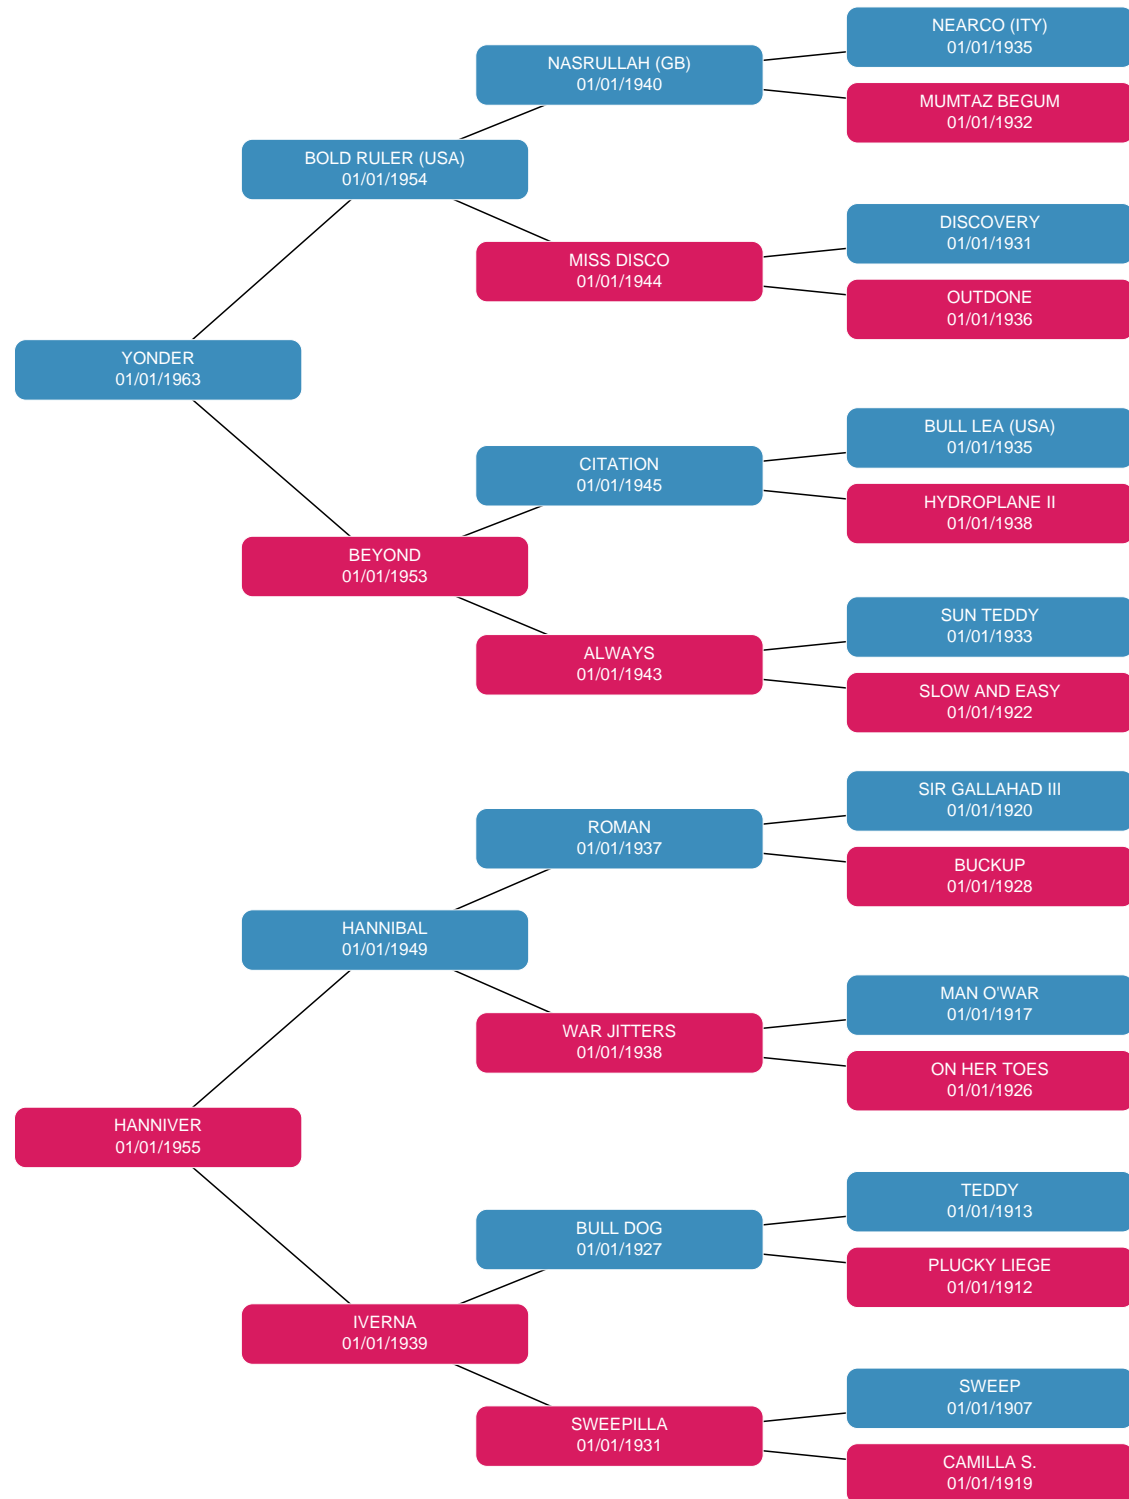 NEARCO (ITY)
01/01/1935
NASRULLAH (GB)
01/01/1940
MUMTAZ BEGUM
01/01/1932
BOLD RULER (USA)
01/01/1954
DISCOVERY
01/01/1931
MISS DISCO
01/01/1944
OUTDONE
01/01/1936
YONDER
01/01/1963
BULL LEA (USA)
01/01/1935
CITATION
01/01/1945
HYDROPLANE II
01/01/1938
BEYOND
01/01/1953
SUN TEDDY
01/01/1933
ALWAYS
01/01/1943
SLOW AND EASY
01/01/1922
SIR GALLAHAD III
01/01/1920
ROMAN
01/01/1937
BUCKUP
01/01/1928
HANNIBAL
01/01/1949
MAN O'WAR
01/01/1917
WAR JITTERS
01/01/1938
ON HER TOES
01/01/1926
HANNIVER
01/01/1955
TEDDY
01/01/1913
BULL DOG
01/01/1927
PLUCKY LIEGE
01/01/1912
IVERNA
01/01/1939
SWEEP
01/01/1907
SWEEPILLA
01/01/1931
CAMILLA S.
01/01/1919